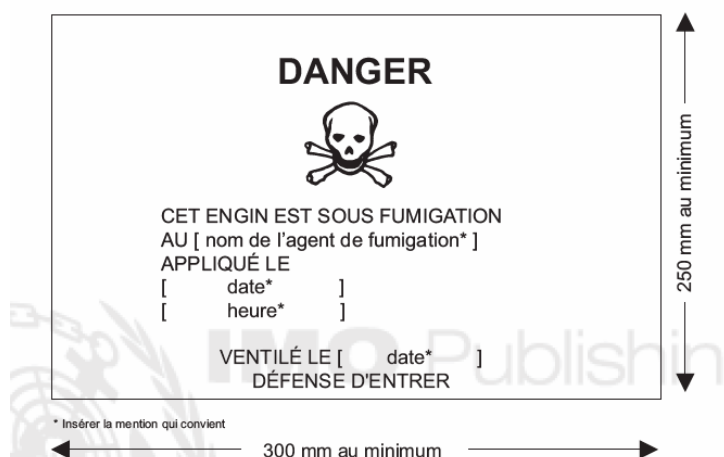 DANGER
CET ENGIN EST SOUS FUMIGATION
AU [ nom de l'agent de fumigation* ]
APPLIQUÉ LE
[ date* ]
[ heure* ]
VENTILÉ LE [ date* ]
DÉFENSE D'ENTRER
250 mm au minimum
IMO Publishin
* Insérer la mention qui convient
300 mm au minimum